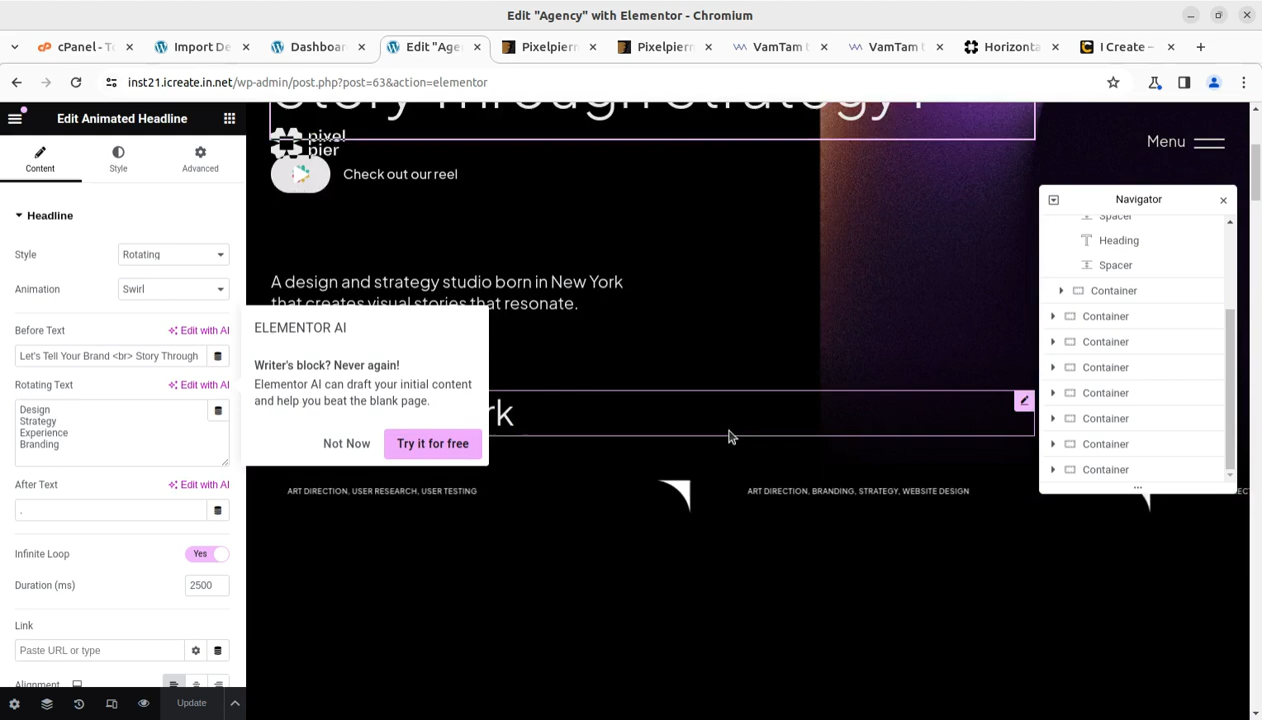 Edit "Agency" with Elementor - Chromium
cPanel - To
Import De
Dashboar
Edit "Age
Pixelpierr
Pixelpierr
VamTam t
VamTam t
Horizonta
I Create –
inst21.icreate.in.net/wp-admin/post.php?post=63&action=elementor
Edit Animated Headline
Content
Style
Advanced
Headline
Style
Rotating
Animation
Swirl
Before Text
Edit with AI
Let's Tell Your Brand <br> Story Through
Rotating Text
Edit with AI
Design
Strategy
Experience
Branding
After Text
Edit with AI
.
Infinite Loop
Yes
Duration (ms)
2500
Link
Paste URL or type
Alignment
Update
Story Through Strategy .
pixel
pier
Menu
Check out our reel
A design and strategy studio born in New York
that creates visual stories that resonate.
ELEMENTOR AI
Writer's block? Never again!
Elementor AI can draft your initial content
and help you beat the blank page.
Not Now
Try it for free
rk
ART DIRECTION, USER RESEARCH, USER TESTING
ART DIRECTION, BRANDING, STRATEGY, WEBSITE DESIGN
Navigator
Spacer
Heading
Spacer
Container
Container
Container
Container
Container
Container
Container
Container